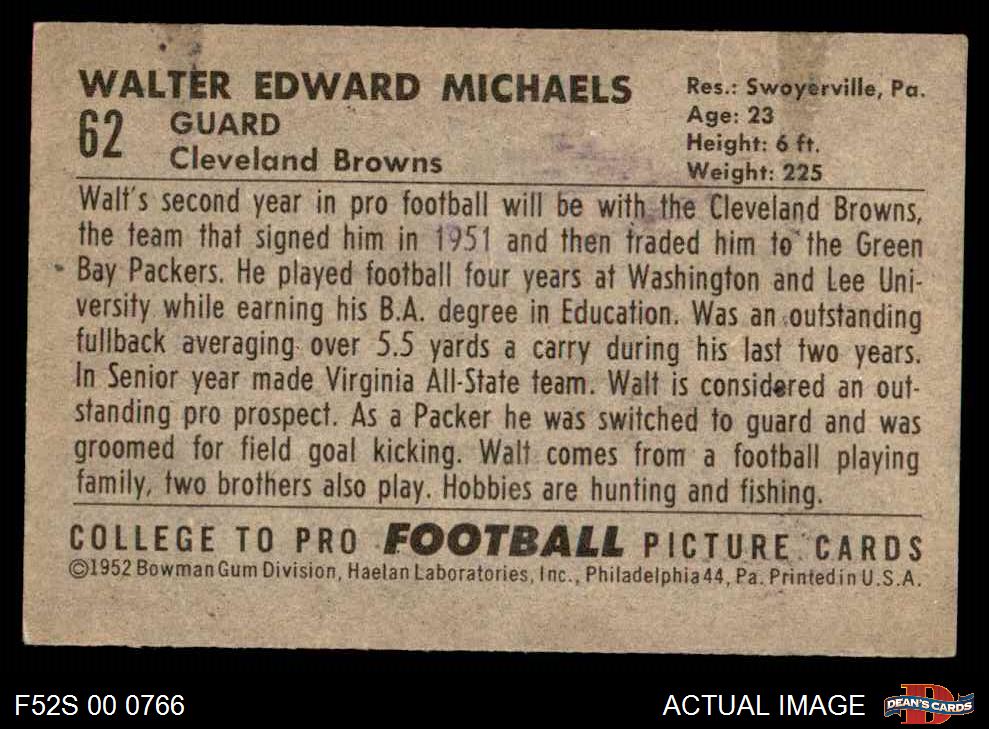 WALTER EDWARD MICHAELS
62
GUARD
Cleveland Browns
Res.: Swoyerville, Pa.
Age: 23
Height: 6 ft.
Weight: 225
Walt's second year in pro football will be with the Cleveland Browns,
the team that signed him in 1951 and then traded him to the Green
Bay Packers. He played football four years at Washington and Lee Uni-
versity while earning his B.A. degree in Education. Was an outstanding
fullback averaging over 5.5 yards a carry during his last two years.
In Senior year made Virginia All-State team. Walt is considered an out-
standing pro prospect. As a Packer he was switched to guard and was
groomed for field goal kicking. Walt comes from a football playing
family, two brothers also play. Hobbies are hunting and fishing.
COLLEGE TO PRO FOOTBALL PICTURE CARDS
©1952 Bowman Gum Division, Haelan Laboratories, Inc., Philadelphia 44, Pa. Printed in U.S.A.
F52S 00 0766
ACTUAL IMAGE
DEAN'S CARDS